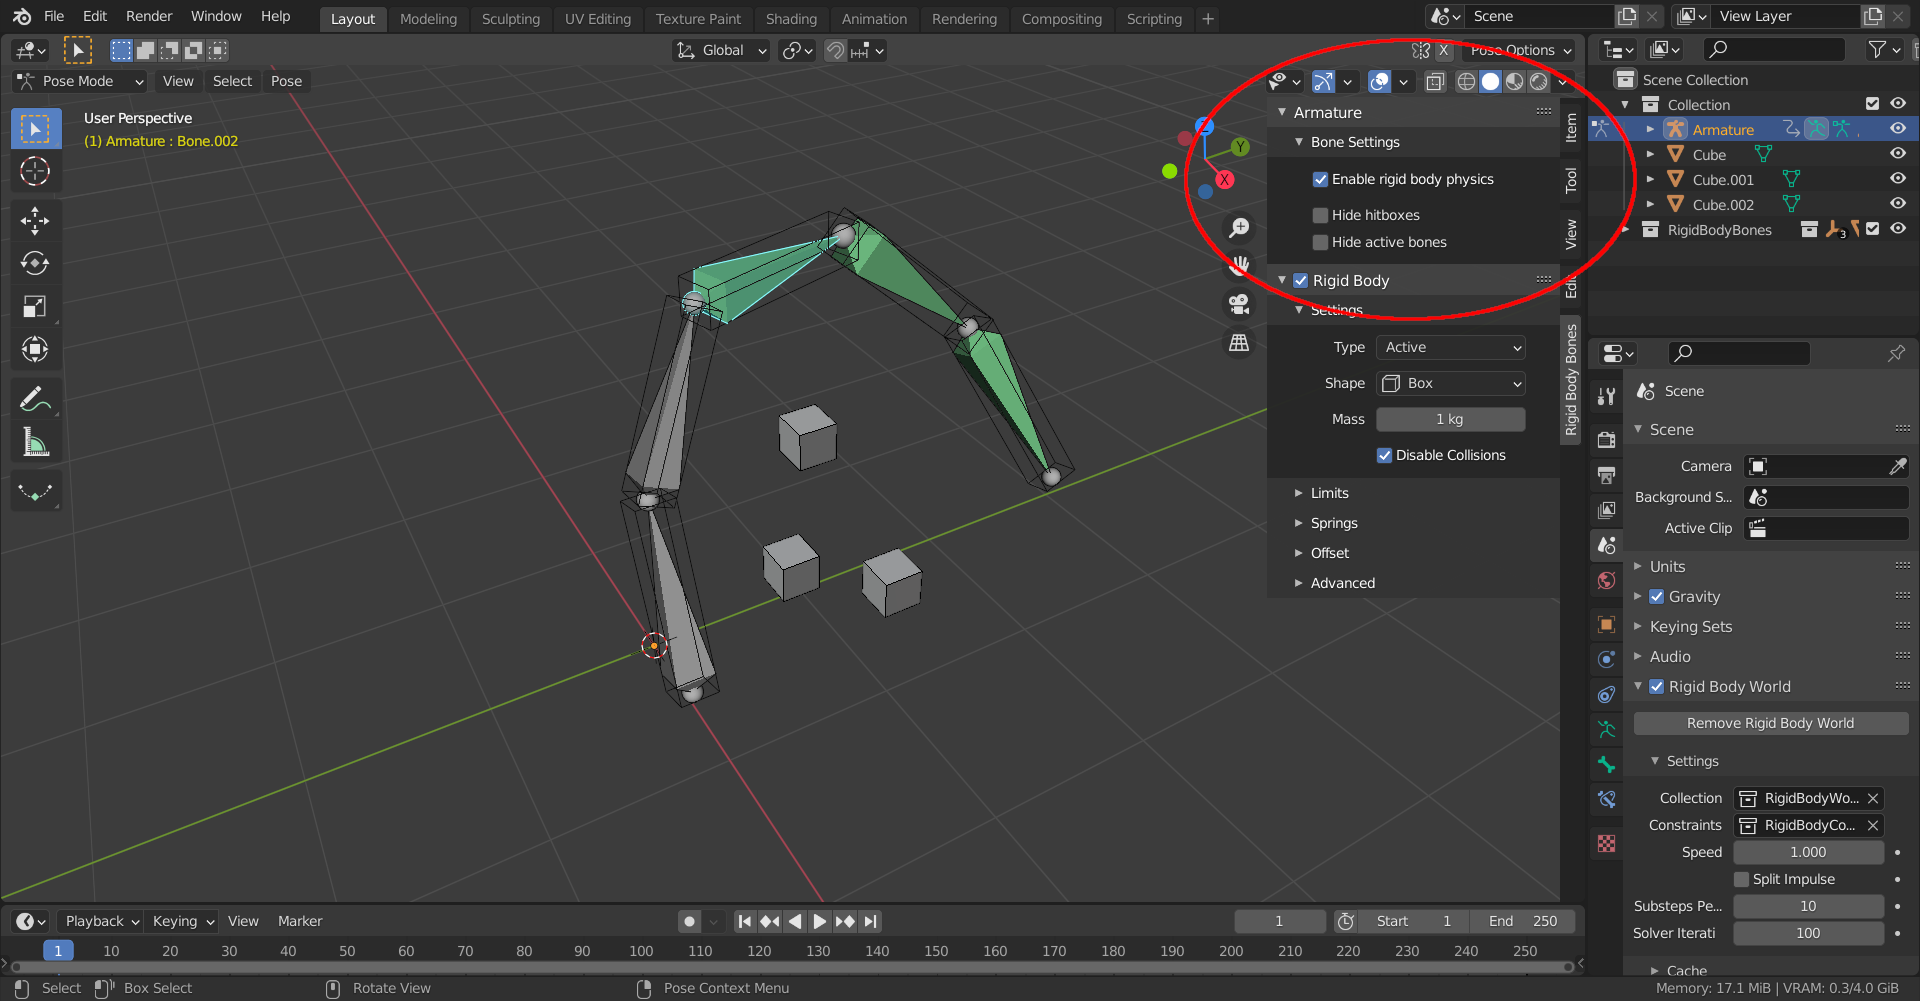 File Edit Render Window Help Layout Modeling Sculpting UV Editing Texture Paint Shading Animation Rendering Compositing Scripting + Scene View Layer
Global X Pose Options
Pose Mode View Select Pose
User Perspective
(1) Armature : Bone.002
Y
X
Armature
Bone Settings
Enable rigid body physics
Hide hitboxes
Hide active bones
Rigid Body
Settings
Type Active
Shape Box
Mass 1 kg
Disable Collisions
Limits
Springs
Offset
Advanced
Item
Tool
View
Edit
Rigid Body Bones
Scene Collection
Collection
Armature
Cube
Cube.001
Cube.002
RigidBodyBones 3
Scene
Scene
Camera
Background S...
Active Clip
Units
Gravity
Keying Sets
Audio
Rigid Body World
Remove Rigid Body World
Settings
Collection RigidBodyWo...
Constraints RigidBodyCo...
Speed 1.000
Split Impulse
Substeps Pe... 10
Solver Iterati 100
Cache
Playback Keying View Marker 1 Start 1 End 250
1 10 20 30 40 50 60 70 80 90 100 110 120 130 140 150 160 170 180 190 200 210 220 230 240 250
Select Box Select Rotate View Pose Context Menu Memory: 17.1 MiB | VRAM: 0.3/4.0 GiB